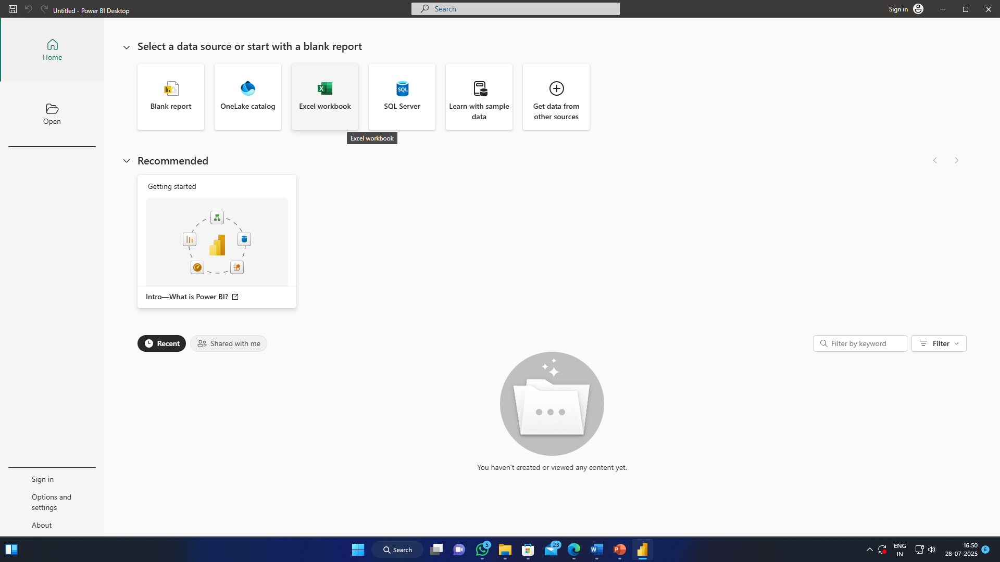 Untitled - Power BI Desktop
Search
Sign in
Home
Open
Select a data source or start with a blank report
Blank report
OneLake catalog
Excel workbook
SQL
SQL Server
Learn with sample
data
Get data from
other sources
Excel workbook
Recommended
Getting started
Intro—What is Power BI?
Recent
Shared with me
Filter by keyword
Filter
You haven't created or viewed any content yet.
Sign in
Options and
settings
About
Search
5
23
ENG
IN
16:50
28-07-2025
6